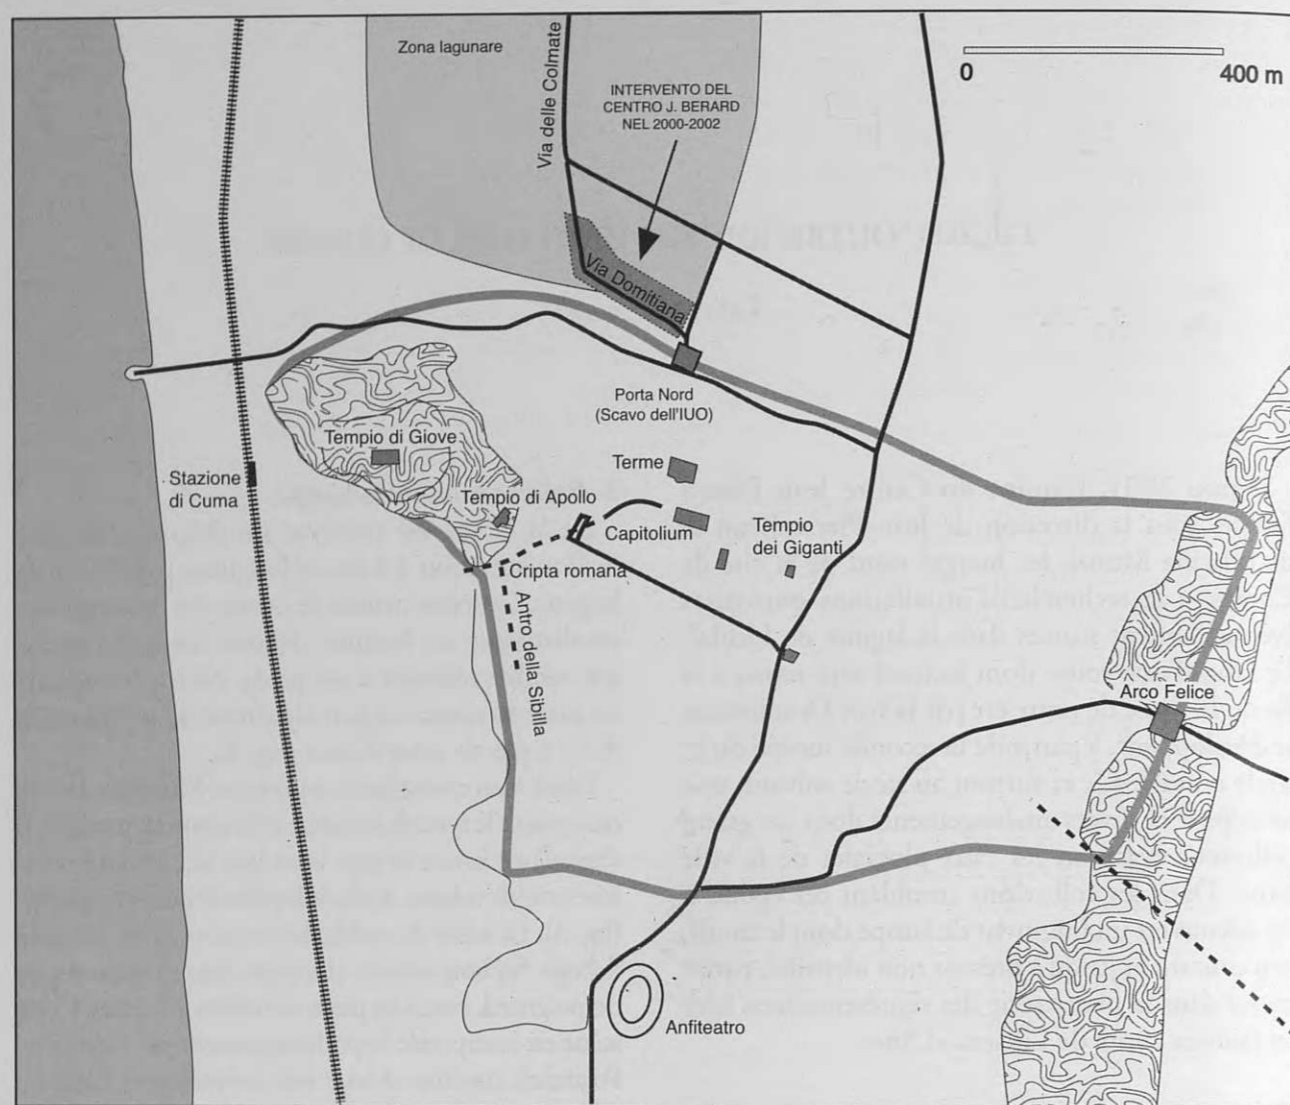 Zona lagunare
Via delle Colmate
INTERVENTO DEL
CENTRO J. BERARD
NEL 2000-2002
0
400 m
Via Domitiana
Porta Nord
(Scavo dell'IUO)
Tempio di Giove
Terme
Stazione
di Cuma
Tempio di Apollo
Capitolium
Tempio
dei Giganti
Cripta romana
Antro della Sibilla
Arco Felice
Anfiteatro